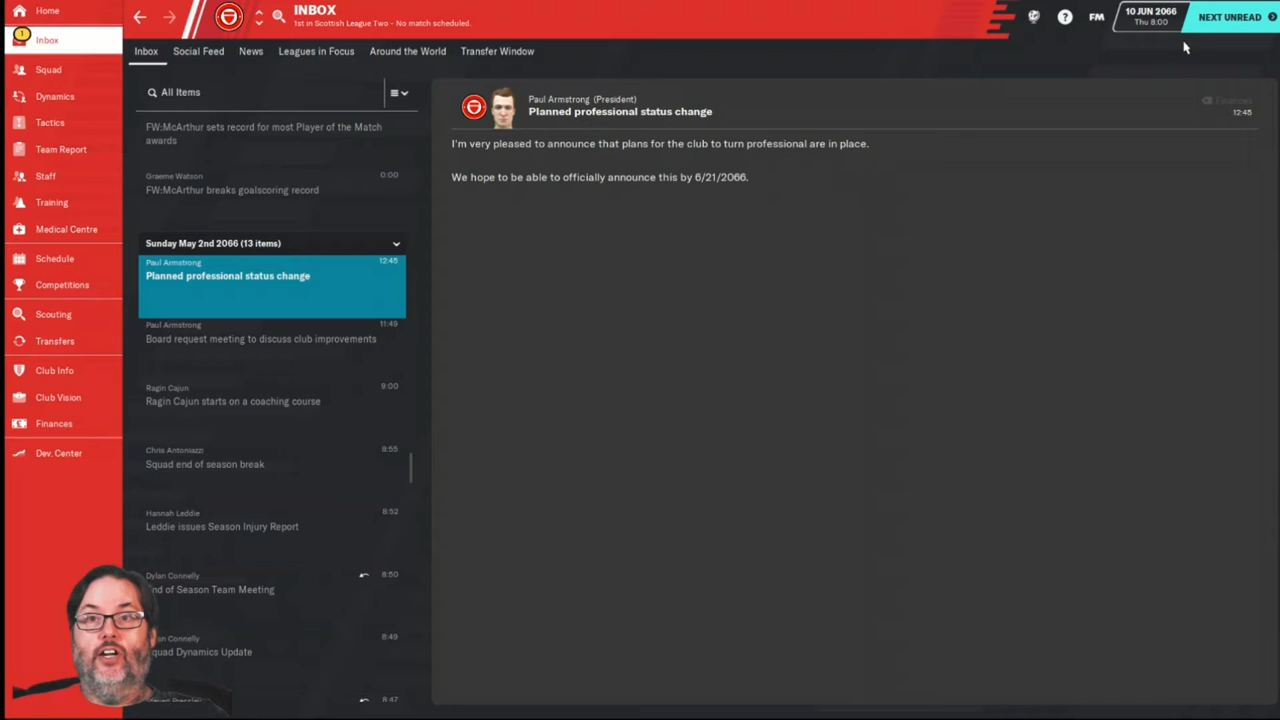 Home
INBOX
1st in Scottish League Two - No match scheduled.
FM
10 JUN 2066
Thu 8:00
NEXT UNREAD
1
Inbox
Squad
Dynamics
Tactics
Team Report
Staff
Training
Medical Centre
Schedule
Competitions
Scouting
Transfers
Club Info
Club Vision
Finances
Dev. Center
Inbox
Social Feed
News
Leagues in Focus
Around the World
Transfer Window
All Items
FW:McArthur sets record for most Player of the Match
awards
Graeme Watson
0:00
FW:McArthur breaks goalscoring record
Sunday May 2nd 2066 (13 items)
Paul Armstrong
12:45
Planned professional status change
Paul Armstrong
11:49
Board request meeting to discuss club improvements
Ragin Cajun
9:00
Ragin Cajun starts on a coaching course
Chris Antoniazzi
8:55
Squad end of season break
Hannah Leddie
8:52
Leddie issues Season Injury Report
Dylan Connelly
8:50
nd of Season Team Meeting
on Connelly
8:49
quad Dynamics Update
8:47
Paul Armstrong (President)
Planned professional status change
Finances
12:45
I'm very pleased to announce that plans for the club to turn professional are in place.
We hope to be able to officially announce this by 6/21/2066.